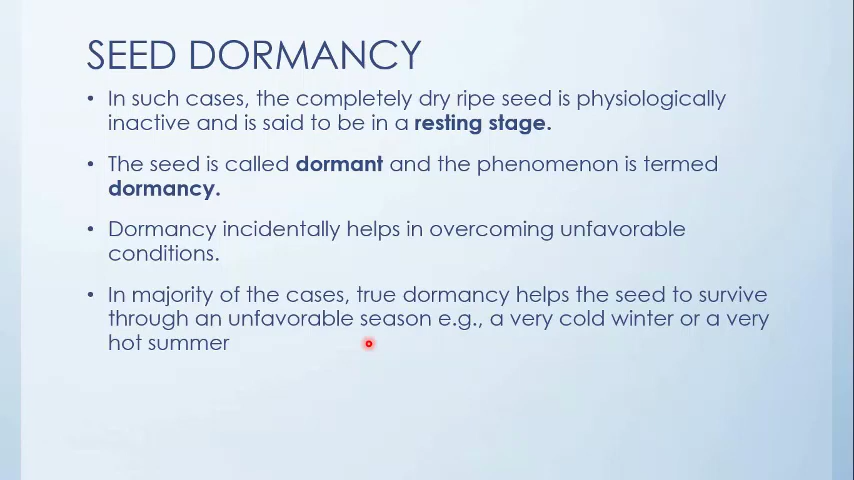 SEED DORMANCY
• In such cases, the completely dry ripe seed is physiologically
inactive and is said to be in a resting stage.
• The seed is called dormant and the phenomenon is termed
dormancy.
• Dormancy incidentally helps in overcoming unfavorable
conditions.
• In majority of the cases, true dormancy helps the seed to survive
through an unfavorable season e.g., a very cold winter or a very
hot summer